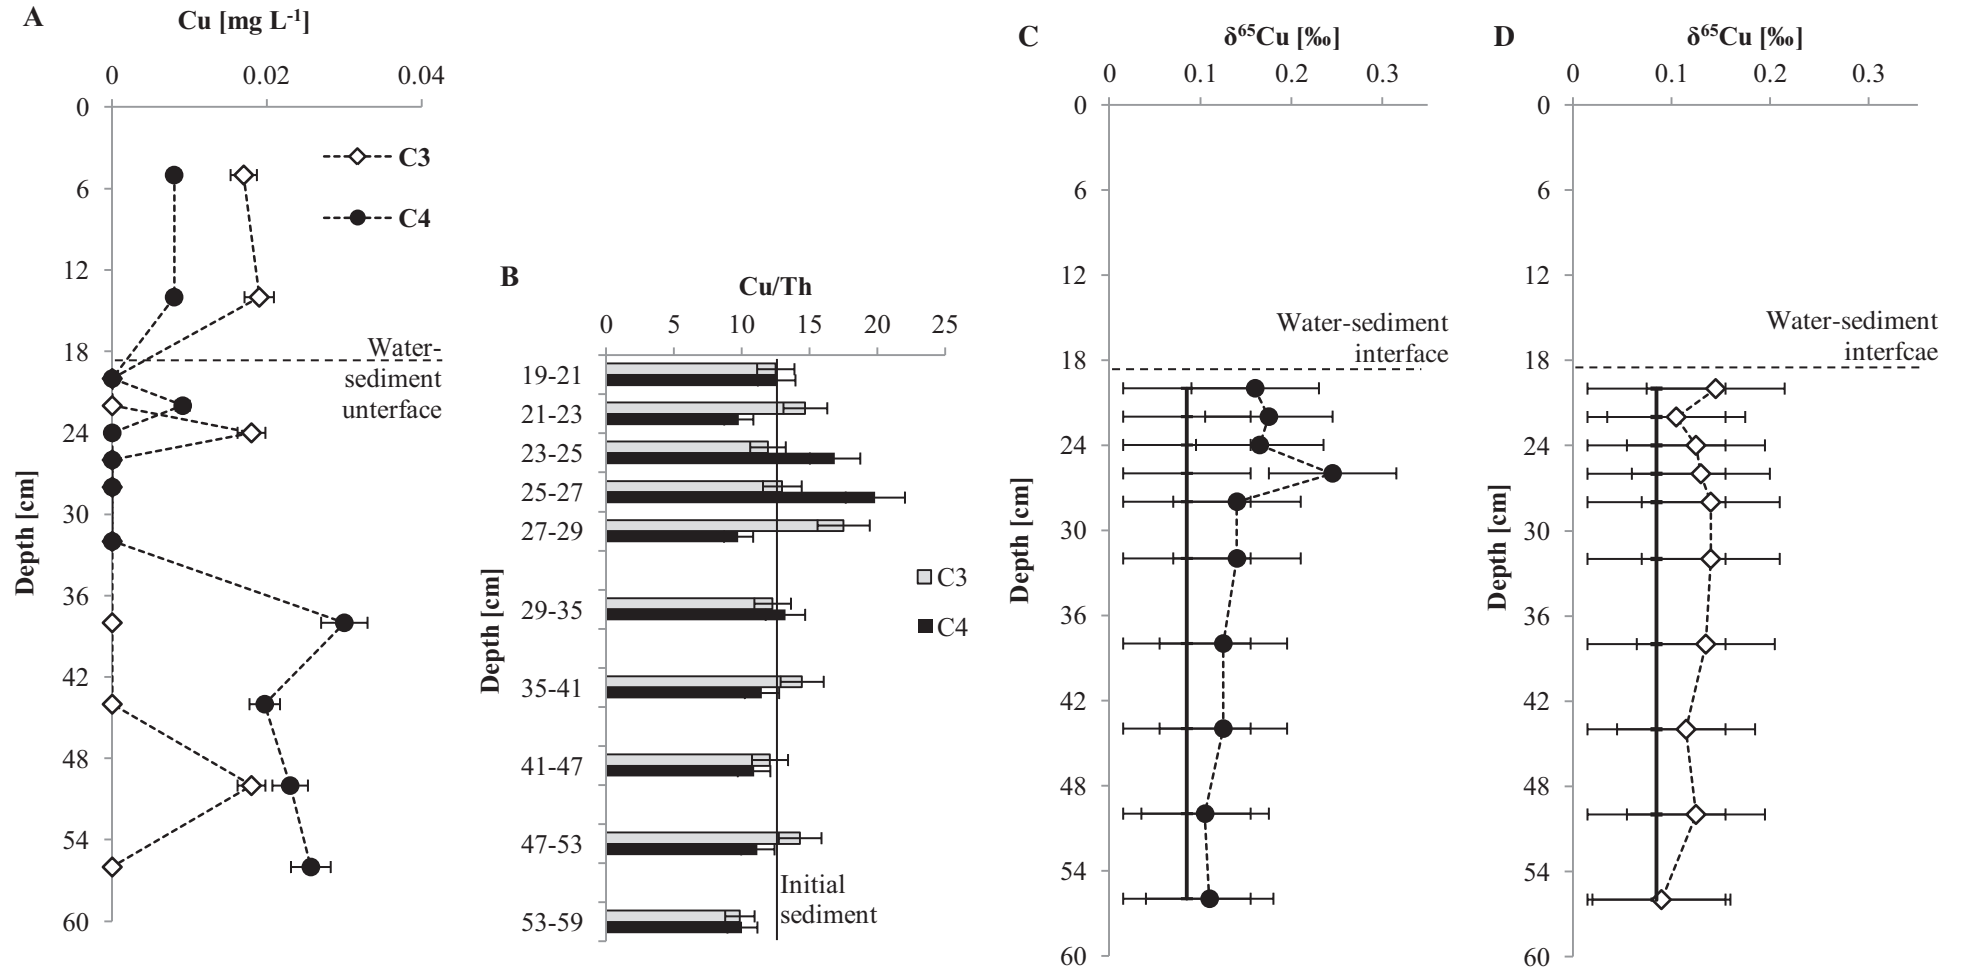 A
Cu [mg L-1]
0 0.02 0.04
0
6
12
18
24
30
36
42
48
54
60
Depth [cm]
C3
C4
Water-
sediment
unterface
B
Cu/Th
0 5 10 15 20 25
19-21
21-23
23-25
25-27
27-29
29-35
35-41
41-47
47-53
53-59
Depth [cm]
C3
C4
Initial
sediment
C
δ65Cu [‰]
0 0.1 0.2 0.3
0
6
12
18
24
30
36
42
48
54
60
Depth [cm]
Water-sediment
interface
D
δ65Cu [‰]
0 0.1 0.2 0.3
0
6
12
18
24
30
36
42
48
54
60
Depth [cm]
Water-sediment
interfcae